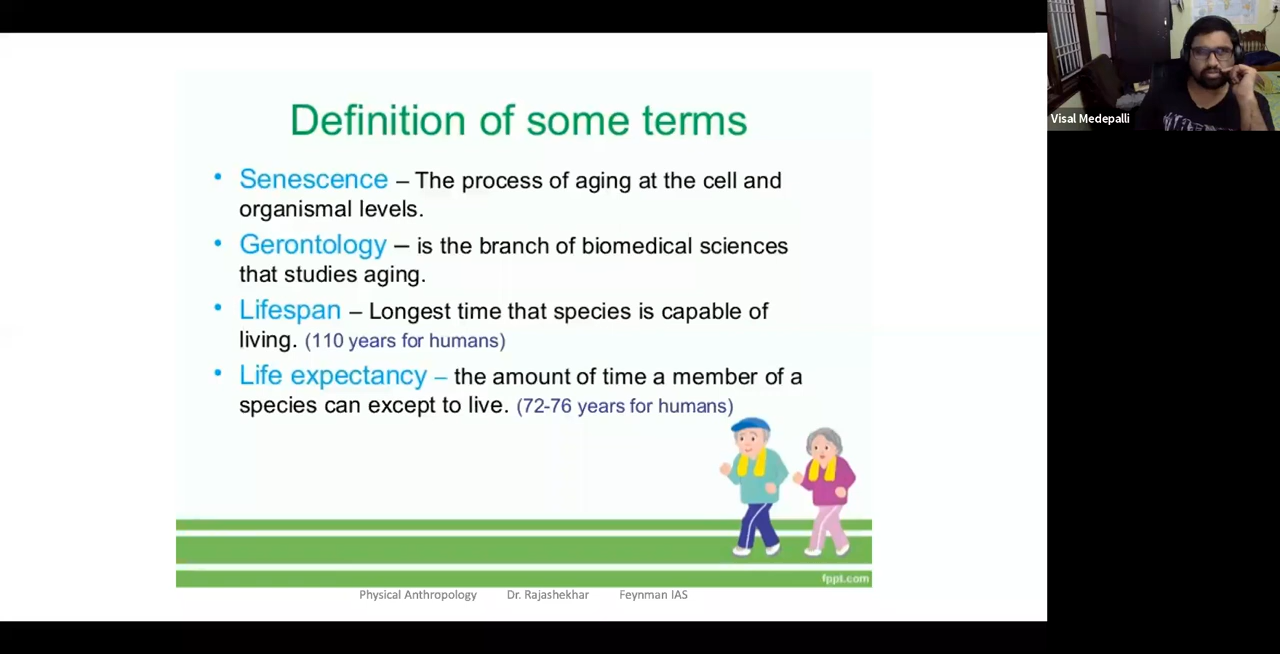 Visal Medepalli
Definition of some terms
• Senescence – The process of aging at the cell and
organismal levels.
• Gerontology – is the branch of biomedical sciences
that studies aging.
• Lifespan – Longest time that species is capable of
living. (110 years for humans)
• Life expectancy – the amount of time a member of a
species can except to live. (72-76 years for humans)
fppt.com
Physical Anthropology Dr. Rajashekhar Feynman IAS